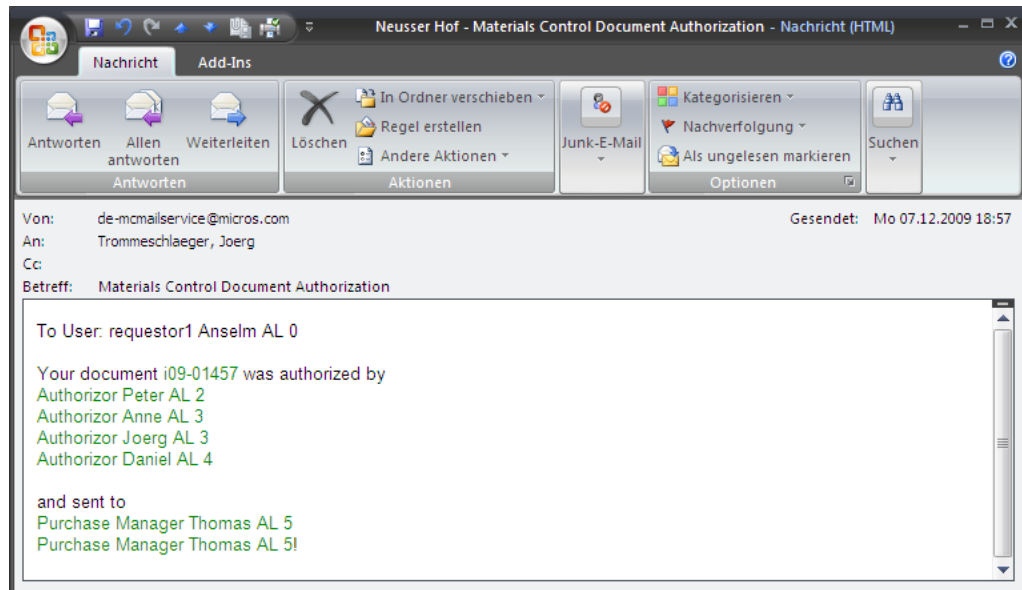 Neusser Hof - Materials Control Document Authorization - Nachricht (HTML)
Nachricht Add-Ins
Antworten
Allen antworten
Weiterleiten
Antworten
Löschen
In Ordner verschieben
Regel erstellen
Andere Aktionen
Aktionen
Junk-E-Mail
Kategorisieren
Nachverfolgung
Als ungelesen markieren
Optionen
Suchen
Von: de-mcmailservice@micros.com Gesendet: Mo 07.12.2009 18:57
An: Trommeschlaeger, Joerg
Cc:
Betreff: Materials Control Document Authorization
To User: requestor1 Anselm AL 0
Your document i09-01457 was authorized by
Authorizor Peter AL 2
Authorizor Anne AL 3
Authorizor Joerg AL 3
Authorizor Daniel AL 4
and sent to
Purchase Manager Thomas AL 5
Purchase Manager Thomas AL 5!